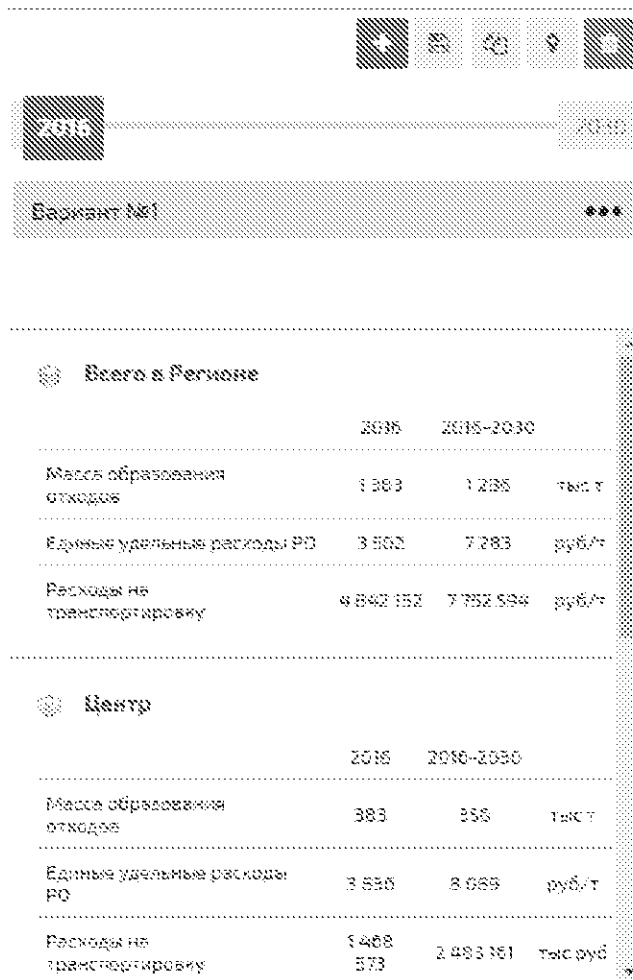 2016
2030
Вариант №1
Всего в Регионе
2016 2016-2030
Масса образования
отходов
1 383 1 236 тыс т
Единые удельные расходы РО 3 502 7 283 руб/т
Расходы на
транспортировку
4 842 152 7 752 594 руб/т
Центр
2016 2016-2030
Масса образования
отходов
383 тыс т
Единые удельные расходы
РО
3 836 8 089 руб/т
Расходы на
транспортировку
1 468
573
2 483 161 тыс руб